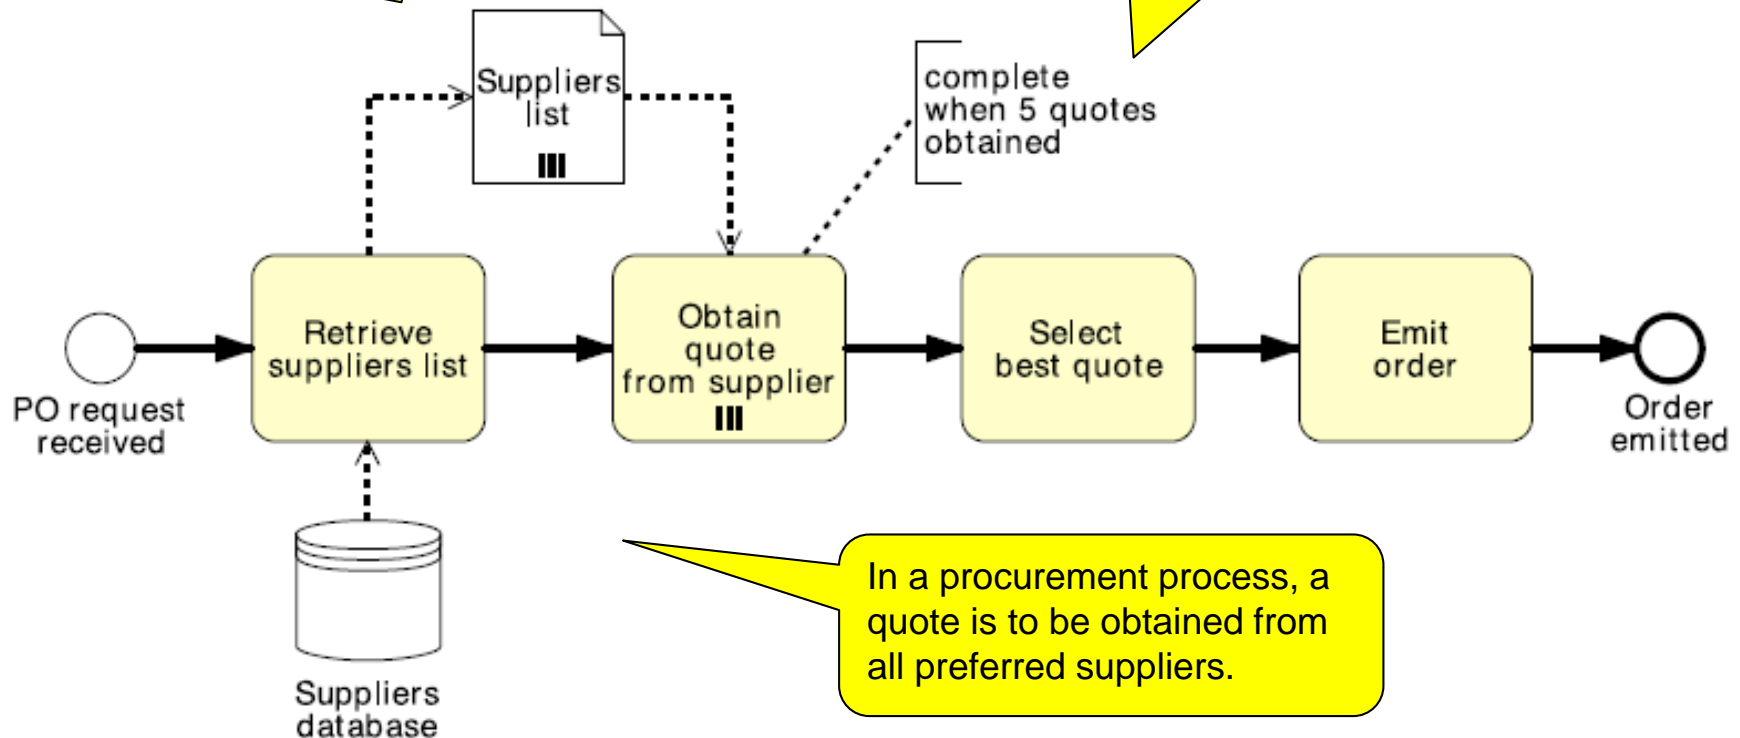 Suppliers
list
complete
when 5 quotes
obtained
PO request
received
Retrieve
suppliers list
Obtain
quote
from supplier
Select
best quote
Emit
order
Order
emitted
Suppliers
database
In a procurement process, a
quote is to be obtained from
all preferred suppliers.